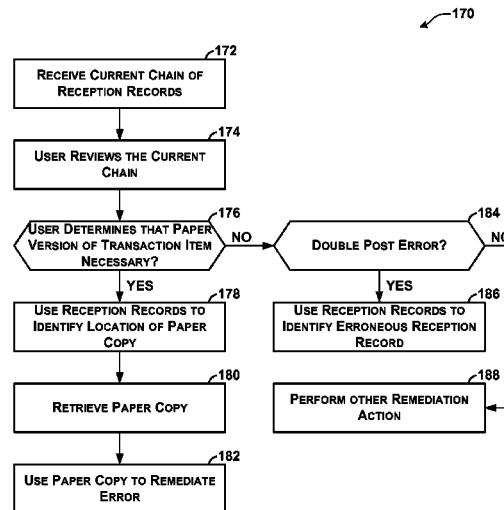 170
172
RECEIVE CURRENT CHAIN OF
RECEPTION RECORDS
174
USER REVIEWS THE CURRENT
CHAIN
176
USER DETERMINES THAT PAPER
VERSION OF TRANSACTION ITEM
NECESSARY?
NO
YES
184
DOUBLE POST ERROR?
NO
YES
178
USE RECEPTION RECORDS TO
IDENTIFY LOCATION OF PAPER
COPY
186
USE RECEPTION RECORDS TO
IDENTIFY ERRONEOUS RECEPTION
RECORD
180
RETRIEVE PAPER COPY
188
PERFORM OTHER REMEDIATION
ACTION
182
USE PAPER COPY TO REMEDIATE
ERROR